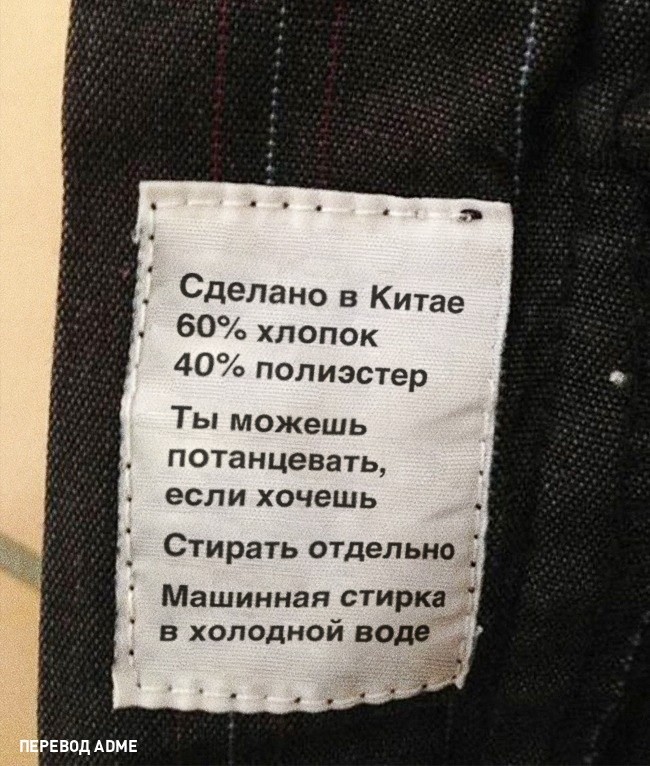 Сделано в Китае
60% хлопок
40% полиэстер
Ты можешь
потанцевать,
если хочешь
Стирать отдельно
Машинная стирка
в холодной воде
ПЕРЕВОД ADME